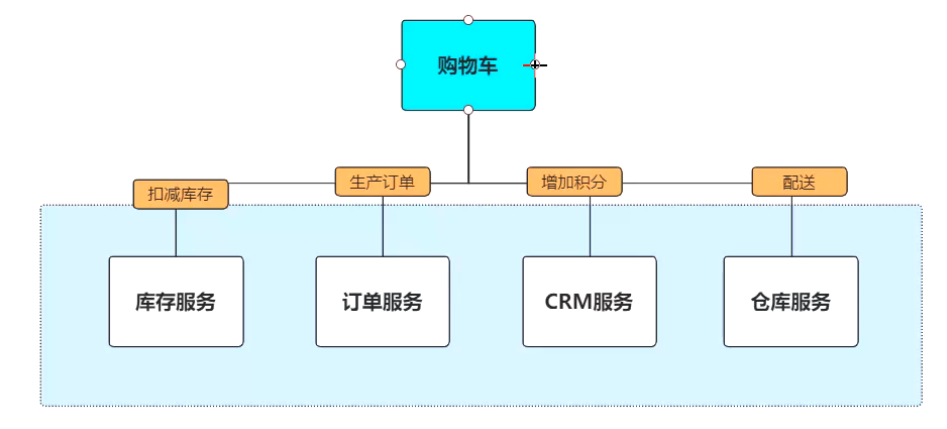 购物车
扣减库存
生产订单
增加积分
配送
库存服务
订单服务
CRM服务
仓库服务